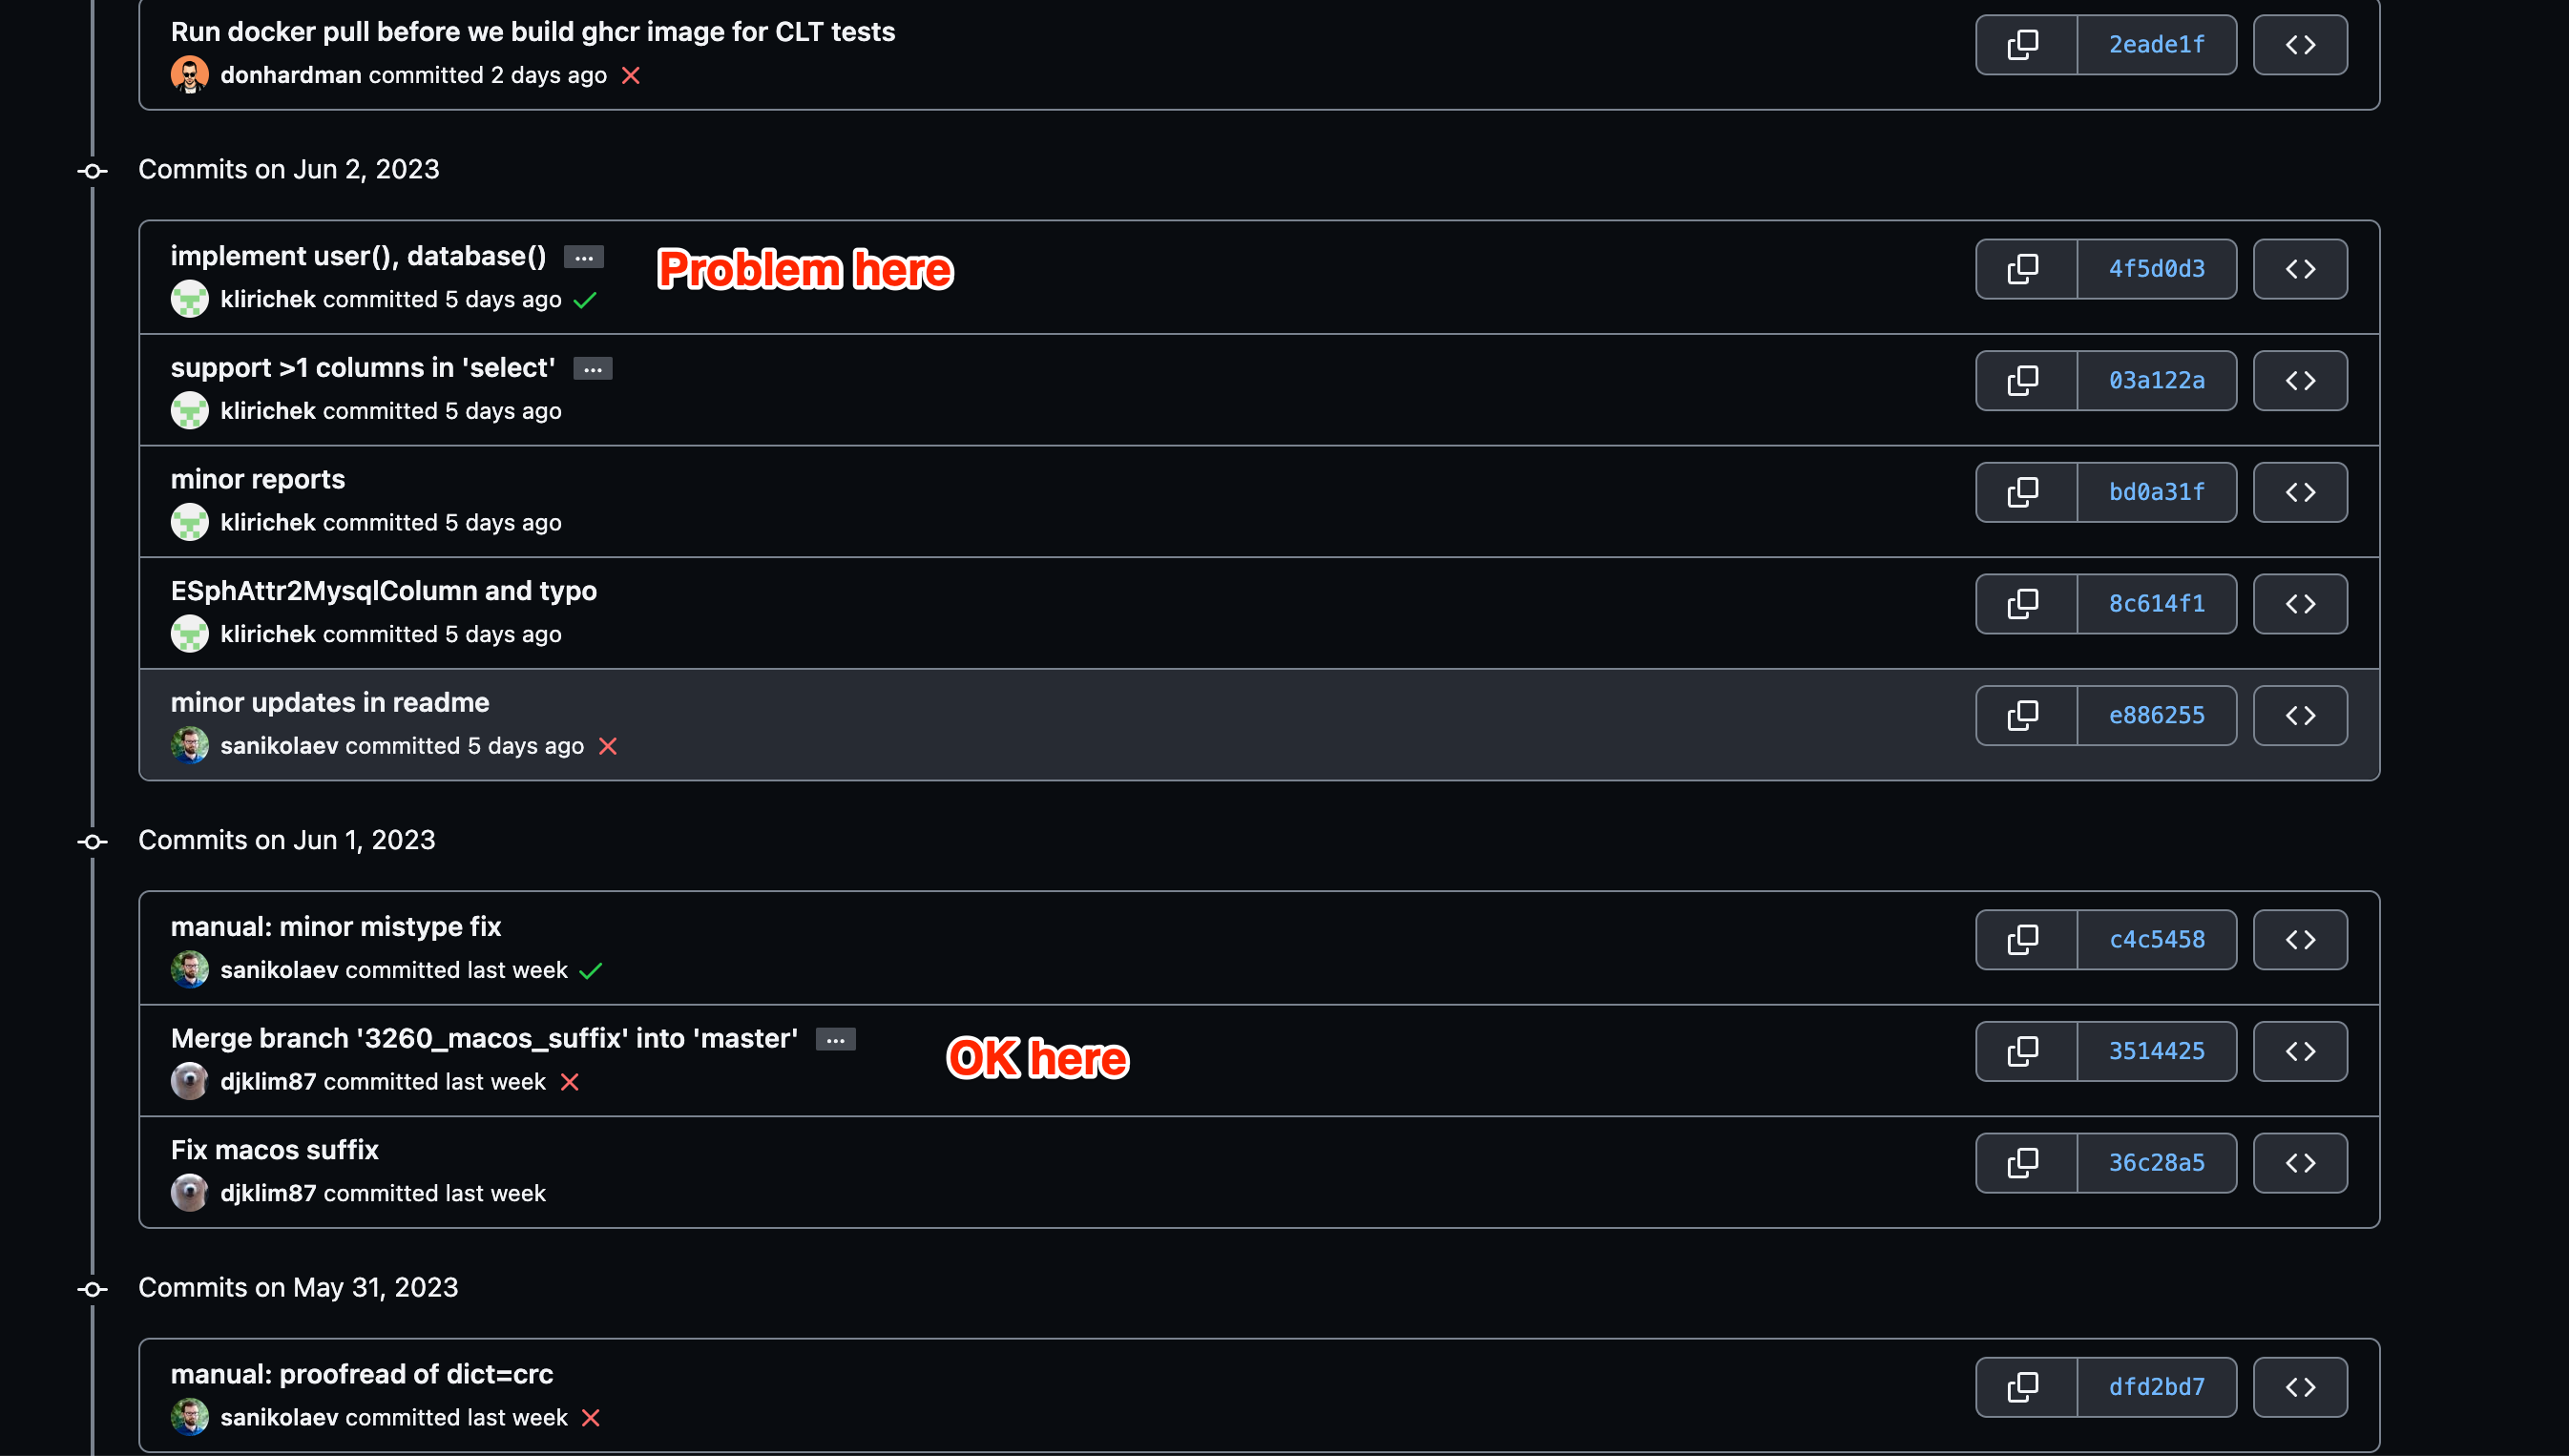 Run docker pull before we build ghcr image for CLT tests
2eade1f
donhardman committed 2 days ago
Commits on Jun 2, 2023
implement user(), database() ...
Problem here
4f5d0d3
klirichek committed 5 days ago
support >1 columns in 'select' ...
03a122a
klirichek committed 5 days ago
minor reports
bd0a31f
klirichek committed 5 days ago
ESphAttr2MysqlColumn and typo
8c614f1
klirichek committed 5 days ago
minor updates in readme
e886255
sanikolaev committed 5 days ago
Commits on Jun 1, 2023
manual: minor mistype fix
c4c5458
sanikolaev committed last week
Merge branch '3260_macos_suffix' into 'master' ...
OK here
3514425
djklim87 committed last week
Fix macos suffix
36c28a5
djklim87 committed last week
Commits on May 31, 2023
manual: proofread of dict=crc
dfd2bd7
sanikolaev committed last week